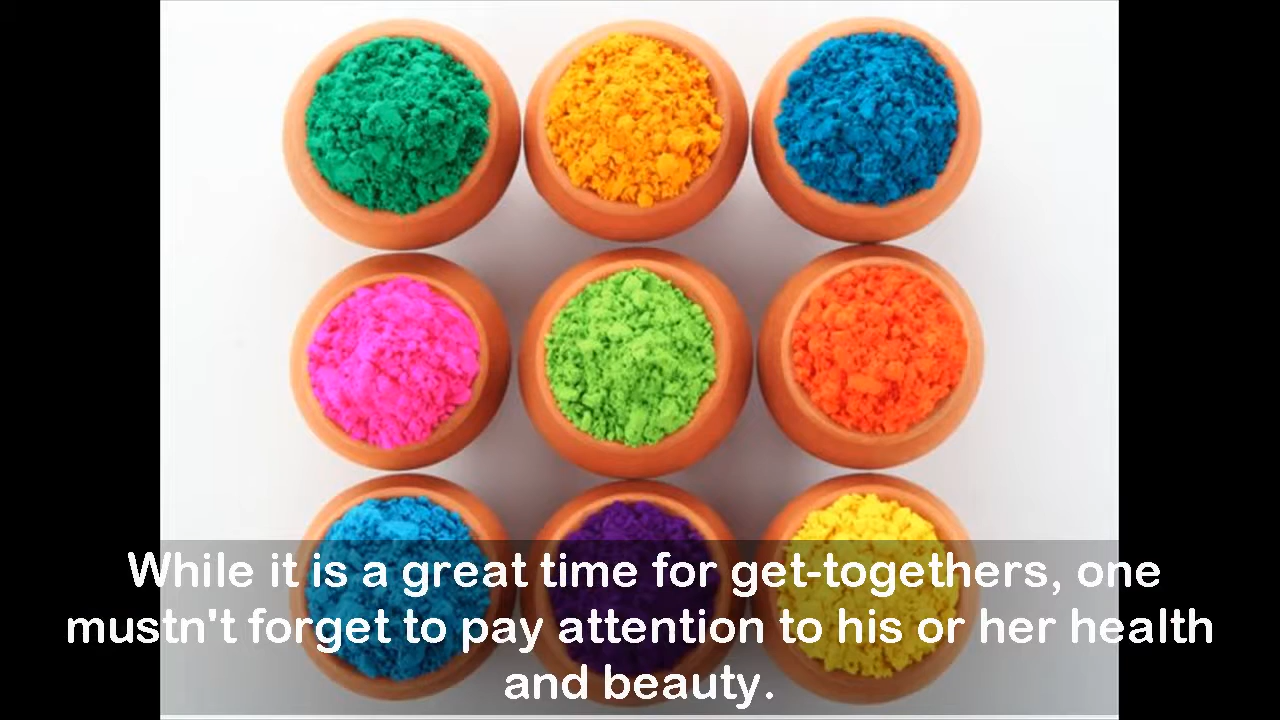 While it is a great time for get-togethers, one
mustn't forget to pay attention to his or her health
and beauty.